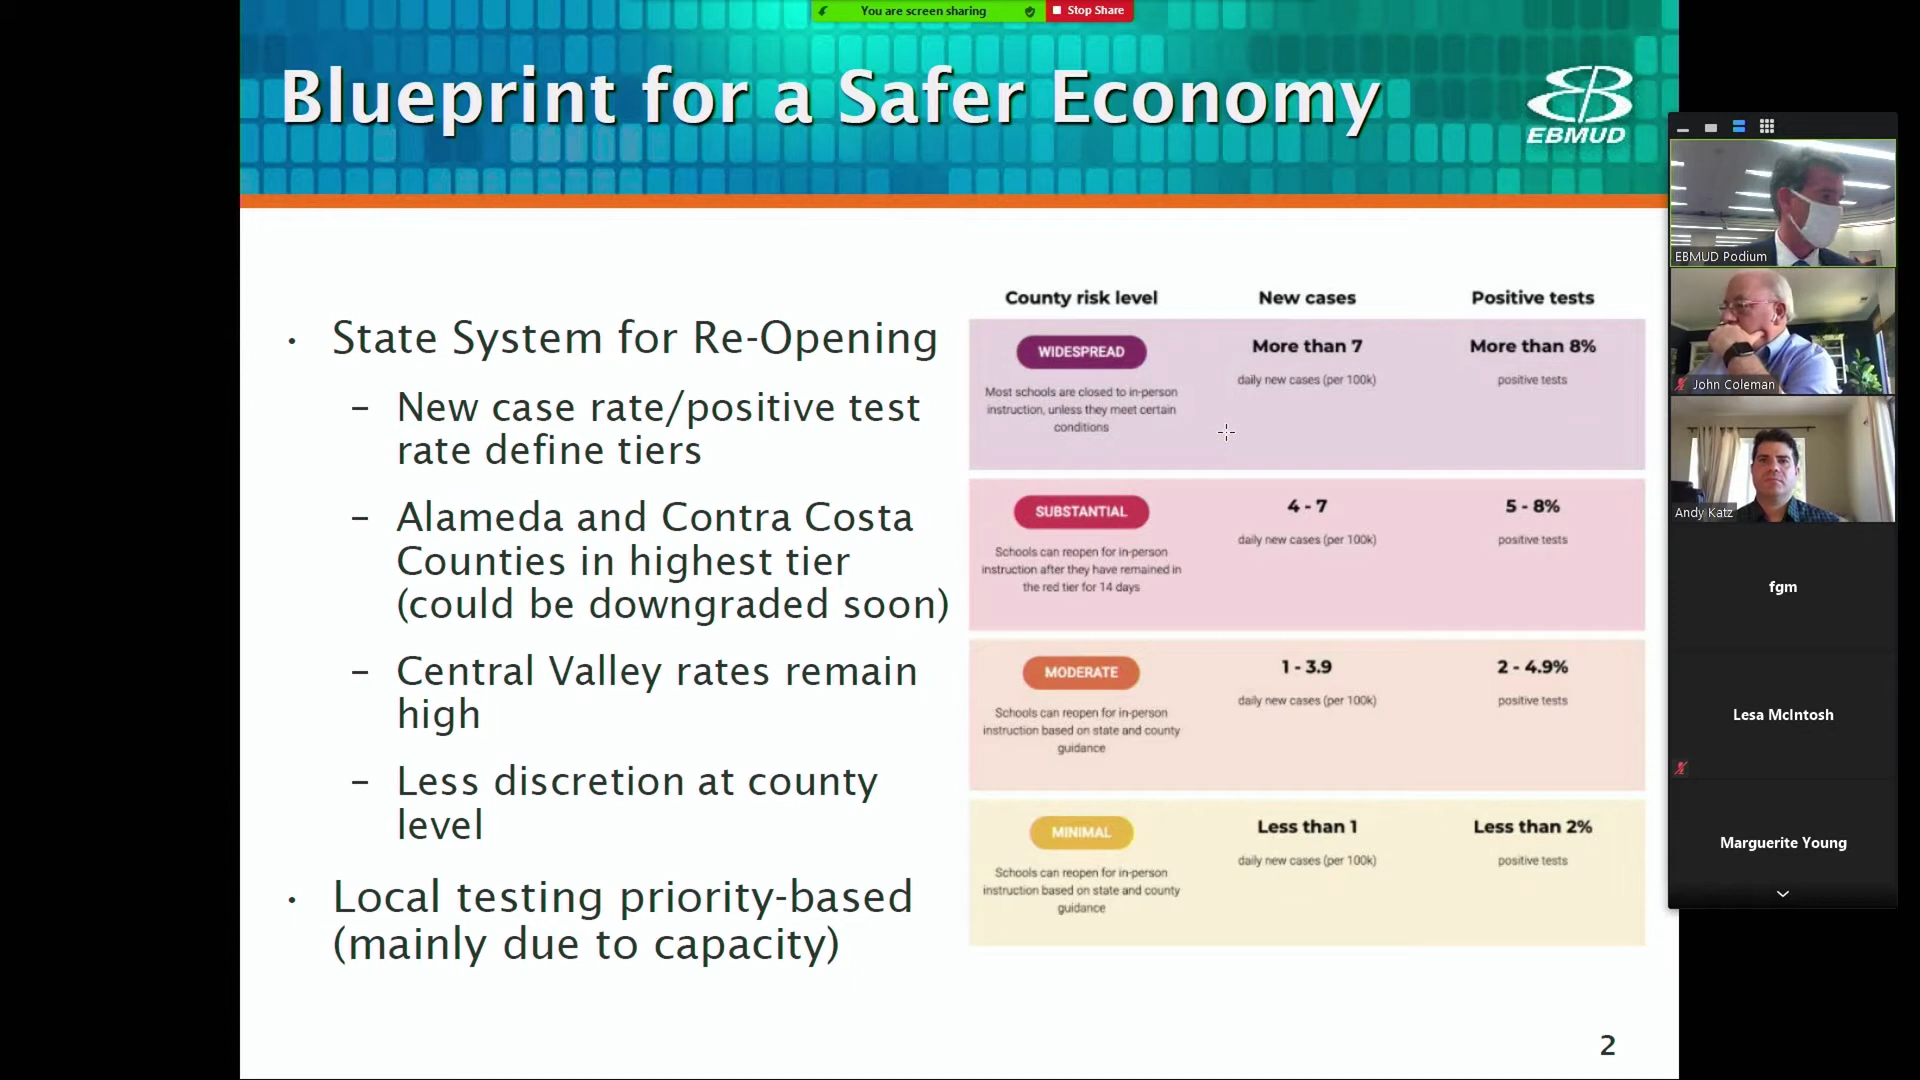 You are screen sharing
Stop Share
Blueprint for a Safer Economy
EBMUD
• State System for Re-Opening
– New case rate/positive test
rate define tiers
– Alameda and Contra Costa
Counties in highest tier
(could be downgraded soon)
– Central Valley rates remain
high
– Less discretion at county
level
• Local testing priority-based
(mainly due to capacity)
County risk level New cases Positive tests
WIDESPREAD More than 7 More than 8%
daily new cases (per 100k) positive tests
Most schools are closed to in-person
instruction, unless they meet certain
conditions
SUBSTANTIAL 4 - 7 5 - 8%
daily new cases (per 100k) positive tests
Schools can reopen for in-person
instruction after they have remained in
the red tier for 14 days
MODERATE 1 - 3.9 2 - 4.9%
daily new cases (per 100k) positive tests
Schools can reopen for in-person
instruction based on state and county
guidance
MINIMAL Less than 1 Less than 2%
daily new cases (per 100k) positive tests
Schools can reopen for in-person
instruction based on state and county
guidance
2
EBMUD Podium
John Coleman
Andy Katz
fgm
Lesa McIntosh
Marguerite Young